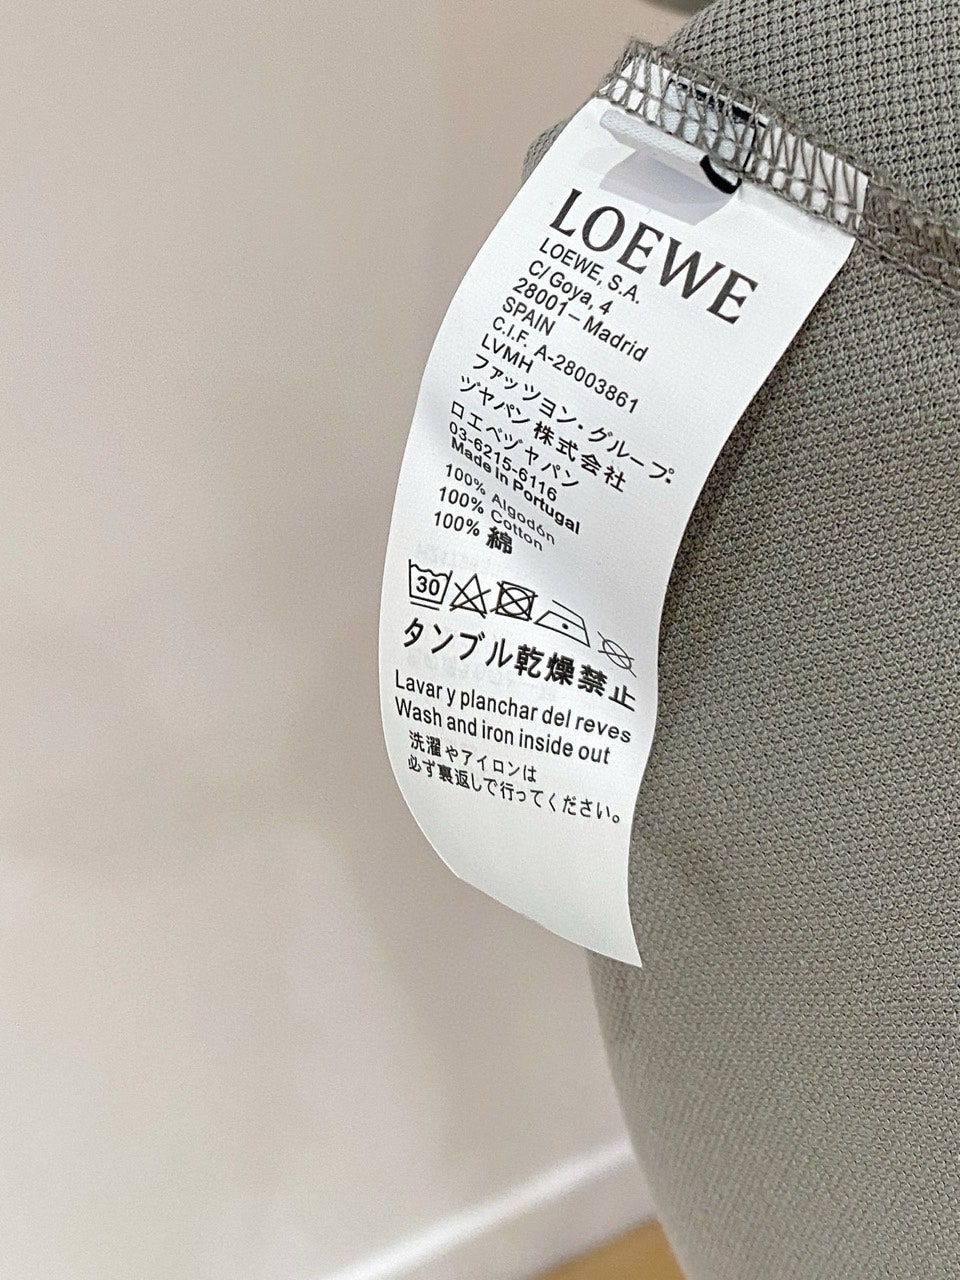 LOEWE
LOEWE, S.A.
C/ Goya, 4
28001 – Madrid
SPAIN
C.I.F. A-28003861
LVMH
ファッツヨン・グループ・
ヅヤパン株式会社
ロエベヅヤパン
03-6215-6116
Made In Portugal
100% Algodón
100% Cotton
100% 綿
30
タンブル乾燥禁止
Lavar y planchar del reves
Wash and iron inside out
洗濯やアイロンは
必ず裏返しで行ってください。